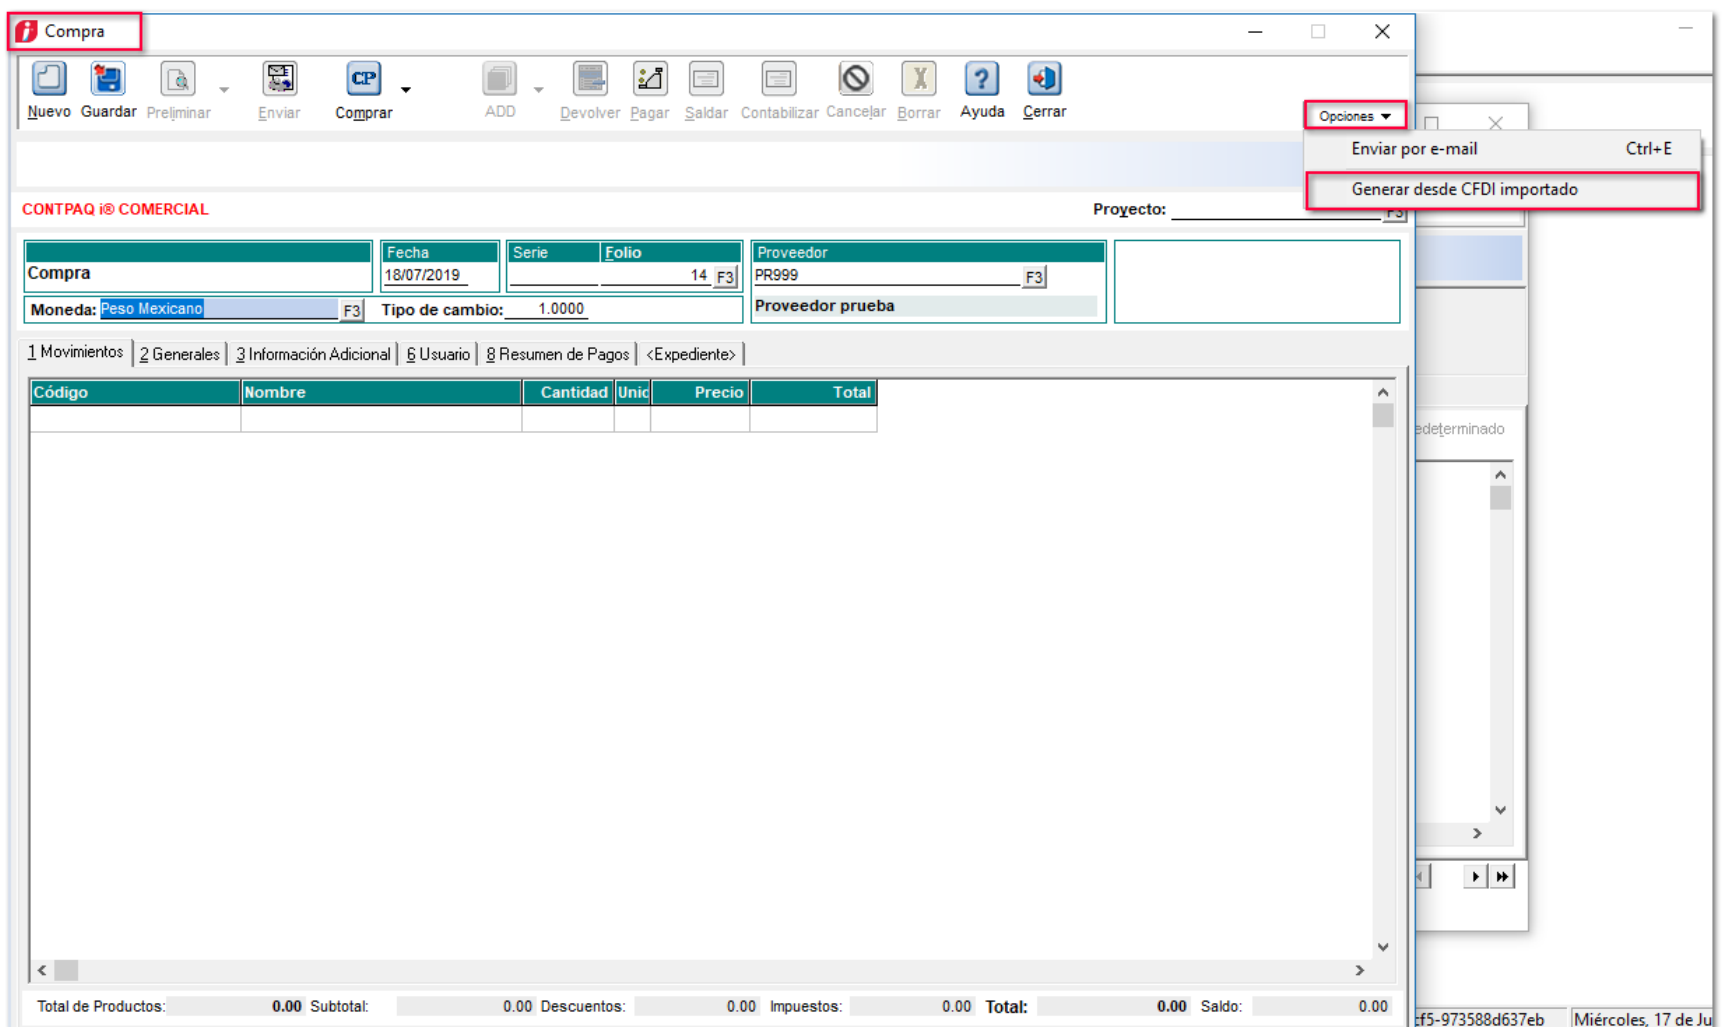 Compra
Nuevo Guardar Preliminar Enviar Comprar ADD Devolver Pagar Saldar Contabilizar Cancelar Borrar Ayuda Cerrar
Opciones
Enviar por e-mail Ctrl+E
Generar desde CFDI importado
CONTPAQ i® COMERCIAL Proyecto: F3
Fecha Serie Folio Proveedor
Compra 18/07/2019 14 F3 PR999 F3
Moneda: Peso Mexicano F3 Tipo de cambio: 1.0000 Proveedor prueba
1 Movimientos 2 Generales 3 Información Adicional 6 Usuario 8 Resumen de Pagos <Expediente>
Código Nombre Cantidad Unid Precio Total
edeterminado
Total de Productos: 0.00 Subtotal: 0.00 Descuentos: 0.00 Impuestos: 0.00 Total: 0.00 Saldo: 0.00
cf5-973588d637eb Miércoles, 17 de Ju